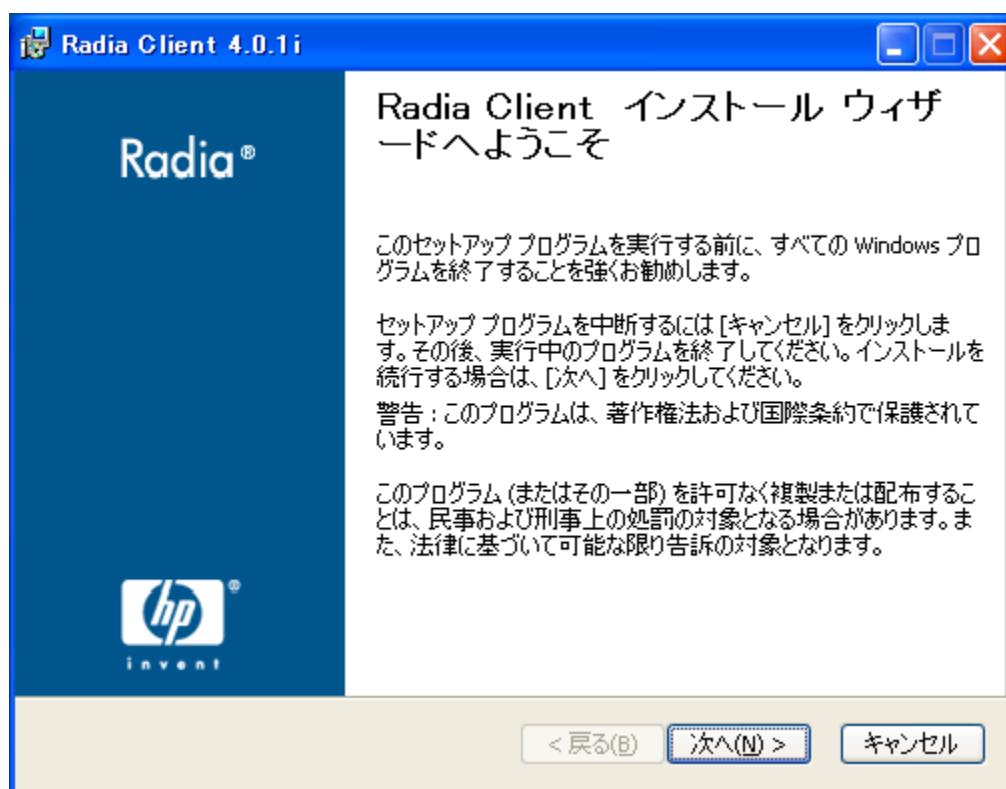 Radia Client 4.0.1i
Radia®
Radia Client インストール ウィザ
ードへようこそ
このセットアップ プログラムを実行する前に、すべての Windows プロ
グラムを終了することを強くお勧めします。
セットアップ プログラムを中断するには [キャンセル] をクリックしま
す。その後、実行中のプログラムを終了してください。インストールを
続行する場合は、[次へ] をクリックしてください。
警告 : このプログラムは、著作権法および国際条約で保護されて
います。
このプログラム (またはその一部) を許可なく複製または配布するこ
とは、民事および刑事上の処罰の対象となる場合があります。ま
た、法律に基づいて可能な限り告訴の対象となります。
hp®
invent
< 戻る(B)
次へ(N) >
キャンセル